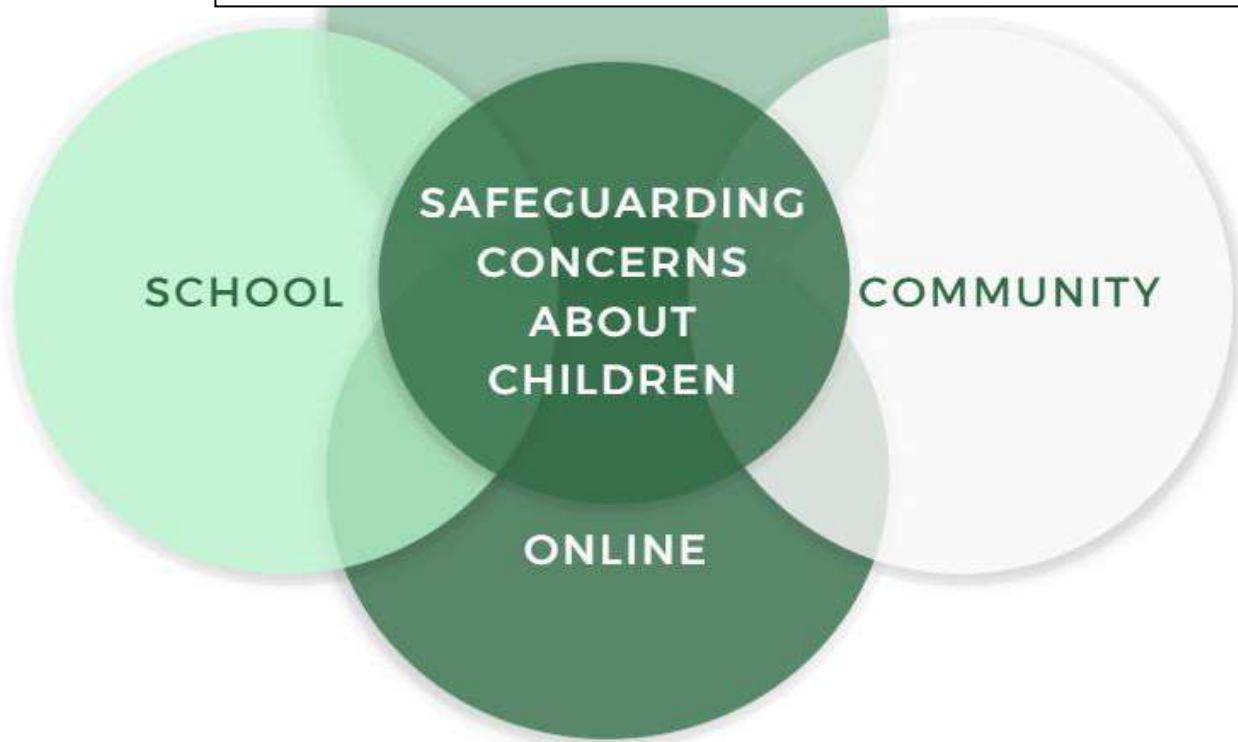 SAFEGUARDING
CONCERNS
ABOUT
CHILDREN
SCHOOL
COMMUNITY
ONLINE